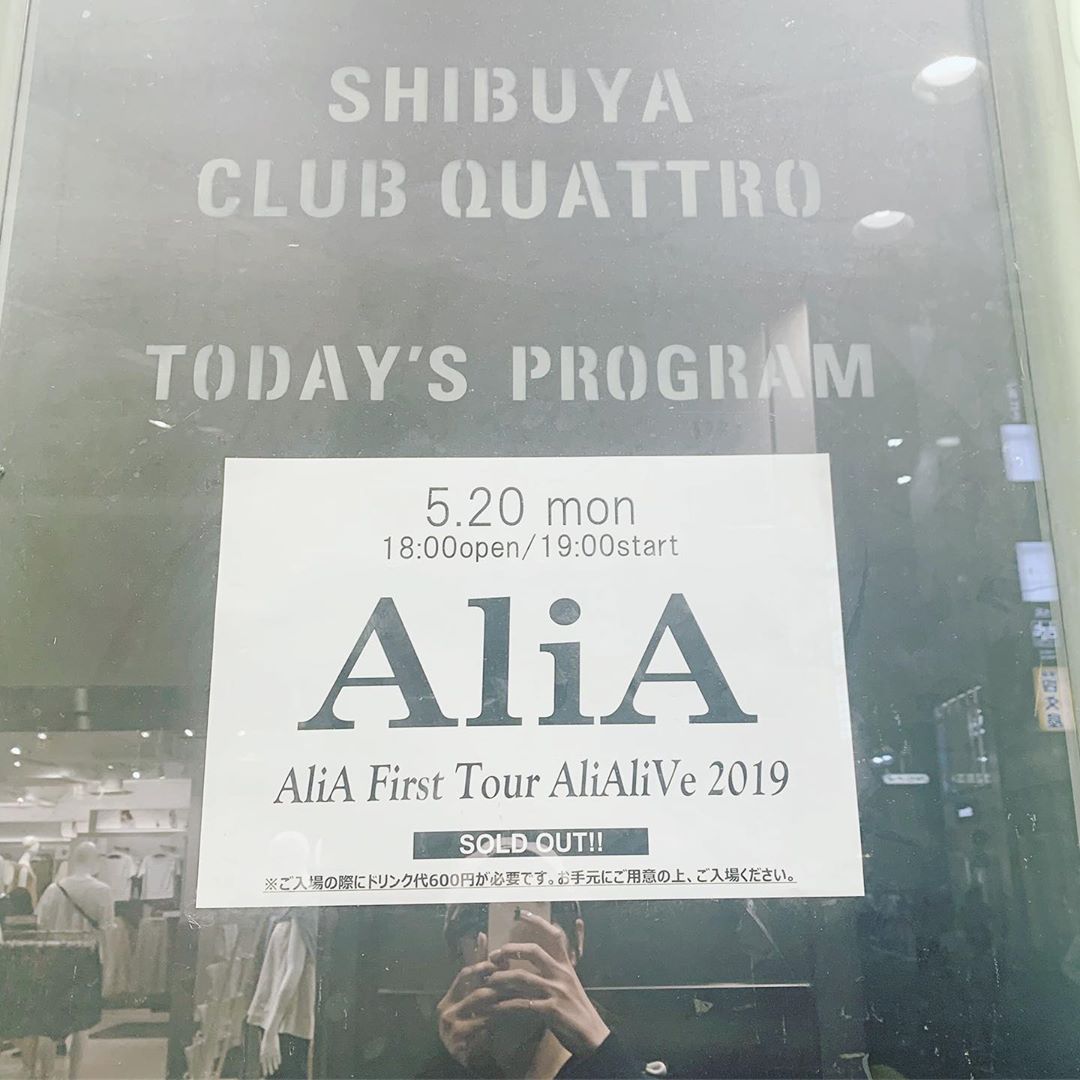 SHIBUYA
CLUB QUATTRO
TODAY'S PROGRAM
5.20 mon
18:00open/19:00start
AliA
AliA First Tour AliAliVe 2019
SOLD OUT!!
※ご入場の際にドリンク代600円が必要です。お手元にご用意の上、ご入場ください。